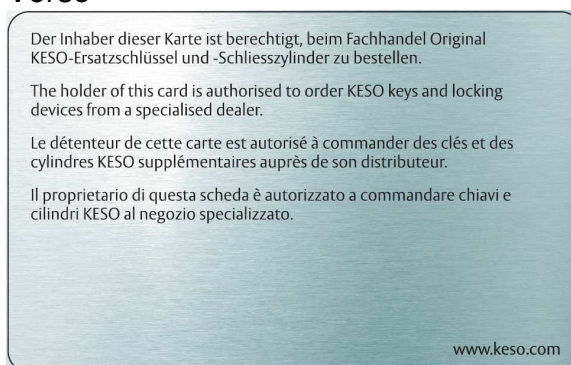 Der Inhaber dieser Karte ist berechtigt, beim Fachhandel Original
KESO-Ersatzschlüssel und -Schliesszylinder zu bestellen.
The holder of this card is authorised to order KESO keys and locking
devices from a specialised dealer.
Le détenteur de cette carte est autorisé à commander des clés et des
cylindres KESO supplémentaires auprès de son distributeur.
Il proprietario di questa scheda è autorizzato a commandare chiavi e
cilindri KESO al negozio specializzato.
www.keso.com